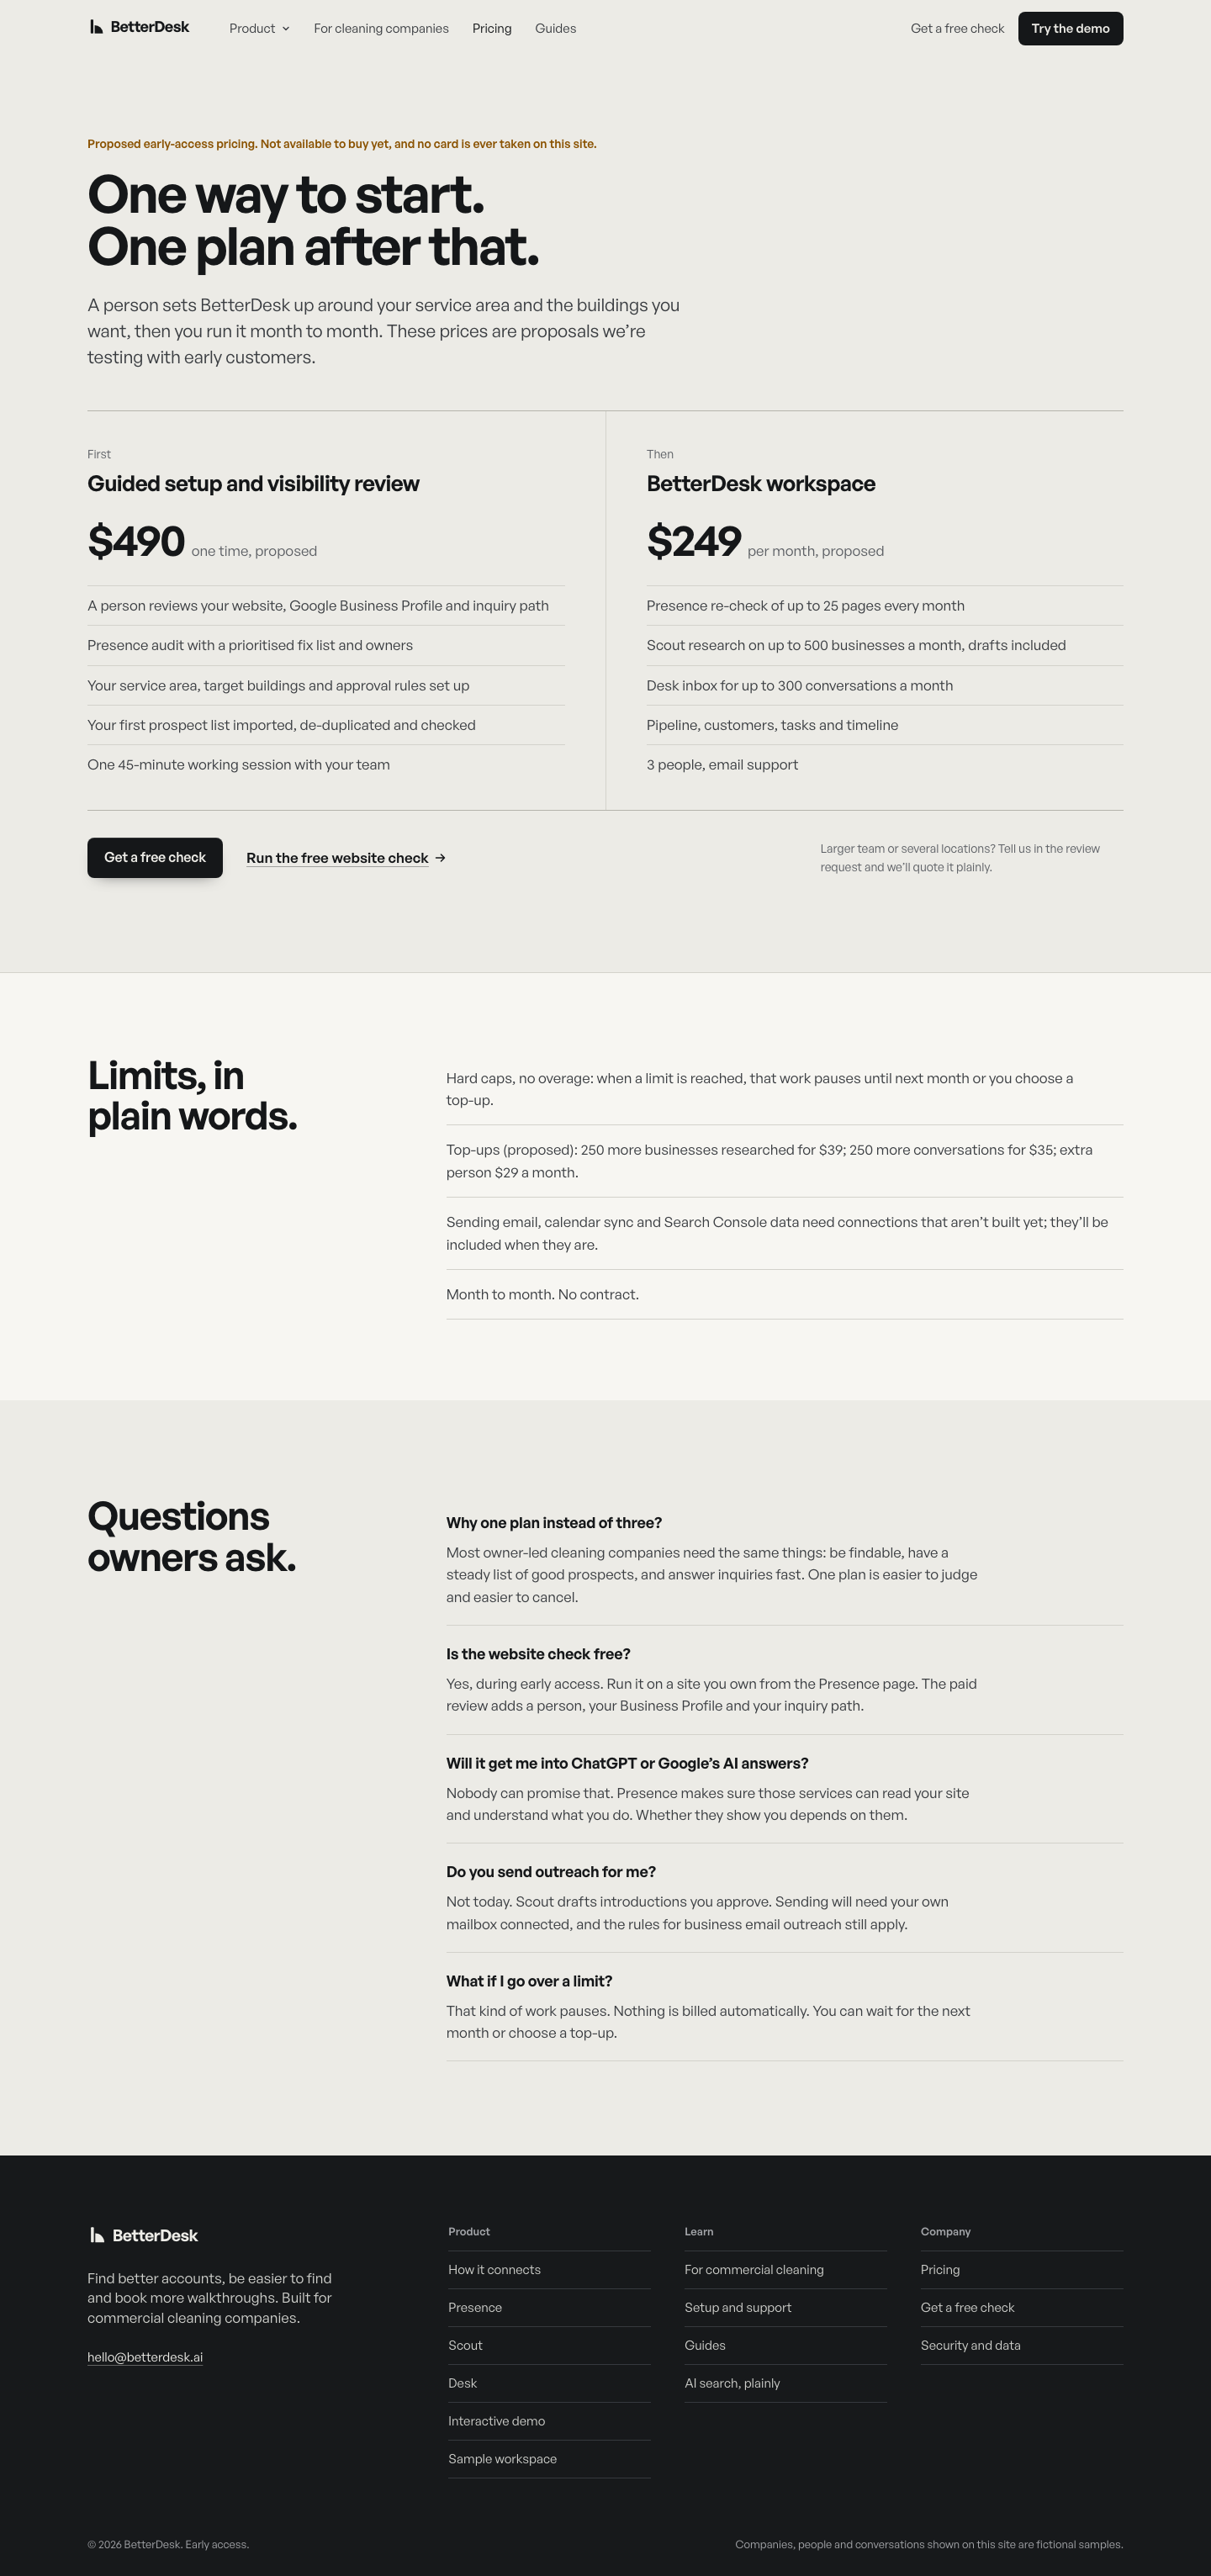 BetterDesk
Product
For cleaning companies
Pricing
Guides
Get a free check
Try the demo
Proposed early-access pricing. Not available to buy yet, and no card is ever taken on this site.
One way to start.
One plan after that.
A person sets BetterDesk up around your service area and the buildings you
want, then you run it month to month. These prices are proposals we’re
testing with early customers.
First
Guided setup and visibility review
$490 one time, proposed
A person reviews your website, Google Business Profile and inquiry path
Presence audit with a prioritised fix list and owners
Your service area, target buildings and approval rules set up
Your first prospect list imported, de-duplicated and checked
One 45-minute working session with your team
Then
BetterDesk workspace
$249 per month, proposed
Presence re-check of up to 25 pages every month
Scout research on up to 500 businesses a month, drafts included
Desk inbox for up to 300 conversations a month
Pipeline, customers, tasks and timeline
3 people, email support
Get a free check
Run the free website check →
Larger team or several locations? Tell us in the review
request and we’ll quote it plainly.
Limits, in
plain words.
Hard caps, no overage: when a limit is reached, that work pauses until next month or you choose a
top-up.
Top-ups (proposed): 250 more businesses researched for $39; 250 more conversations for $35; extra
person $29 a month.
Sending email, calendar sync and Search Console data need connections that aren’t built yet; they’ll be
included when they are.
Month to month. No contract.
Questions
owners ask.
Why one plan instead of three?
Most owner-led cleaning companies need the same things: be findable, have a
steady list of good prospects, and answer inquiries fast. One plan is easier to judge
and easier to cancel.
Is the website check free?
Yes, during early access. Run it on a site you own from the Presence page. The paid
review adds a person, your Business Profile and your inquiry path.
Will it get me into ChatGPT or Google’s AI answers?
Nobody can promise that. Presence makes sure those services can read your site
and understand what you do. Whether they show you depends on them.
Do you send outreach for me?
Not today. Scout drafts introductions you approve. Sending will need your own
mailbox connected, and the rules for business email outreach still apply.
What if I go over a limit?
That kind of work pauses. Nothing is billed automatically. You can wait for the next
month or choose a top-up.
BetterDesk
Find better accounts, be easier to find
and book more walkthroughs. Built for
commercial cleaning companies.
hello@betterdesk.ai
Product
How it connects
Presence
Scout
Desk
Interactive demo
Sample workspace
Learn
For commercial cleaning
Setup and support
Guides
AI search, plainly
Company
Pricing
Get a free check
Security and data
© 2026 BetterDesk. Early access.
Companies, people and conversations shown on this site are fictional samples.